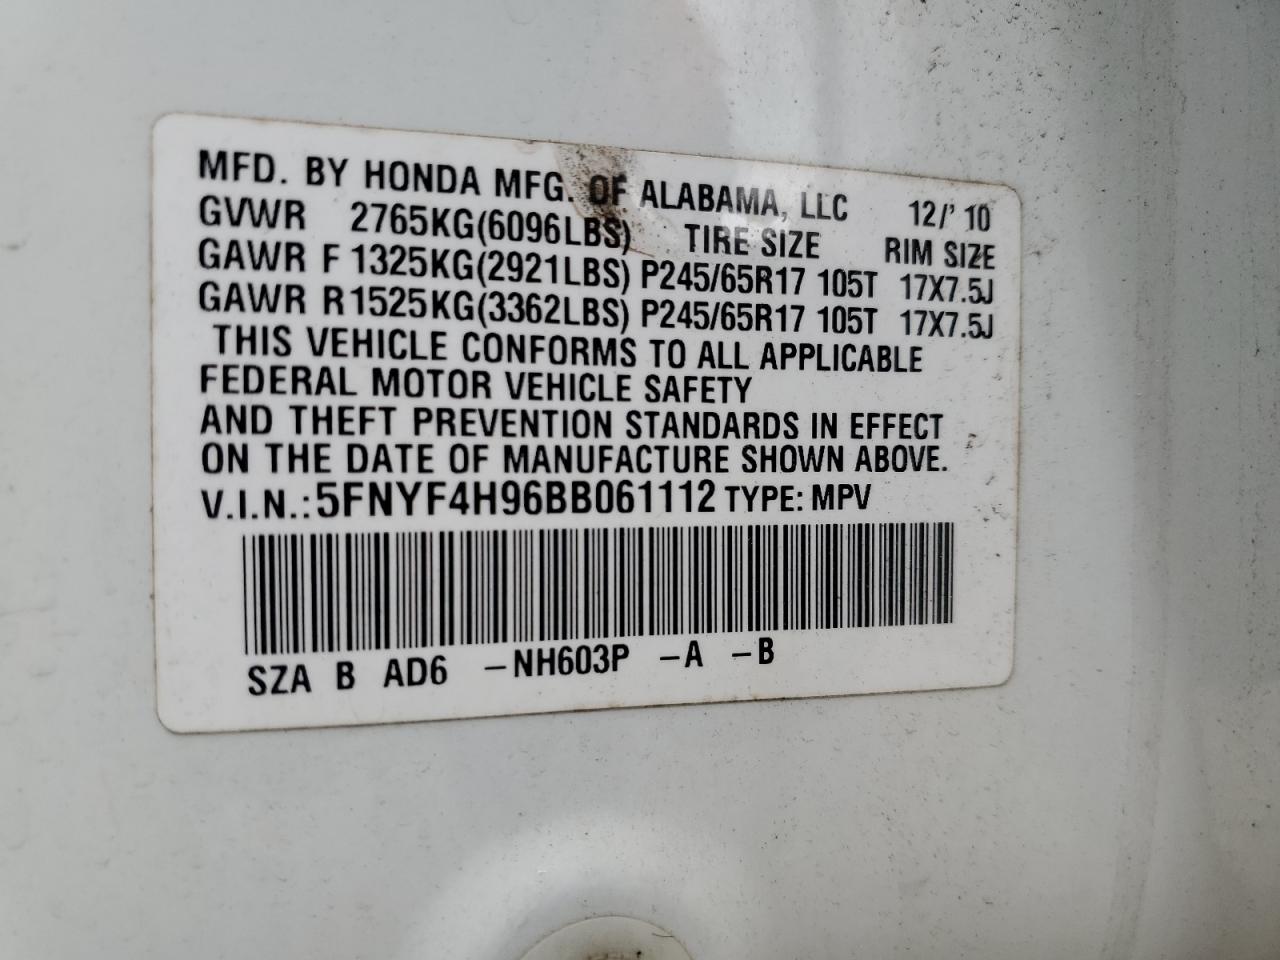 MFD. BY HONDA MFG. OF ALABAMA, LLC 12/' 10
GVWR 2765KG(6096LBS) TIRE SIZE RIM SIZE
GAWR F 1325KG(2921LBS) P245/65R17 105T 17X7.5J
GAWR R 1525KG(3362LBS) P245/65R17 105T 17X7.5J
THIS VEHICLE CONFORMS TO ALL APPLICABLE
FEDERAL MOTOR VEHICLE SAFETY
AND THEFT PREVENTION STANDARDS IN EFFECT
ON THE DATE OF MANUFACTURE SHOWN ABOVE.
V.I.N.:5FNYF4H96BB061112 TYPE: MPV
SZA B AD6 –NH603P –A –B